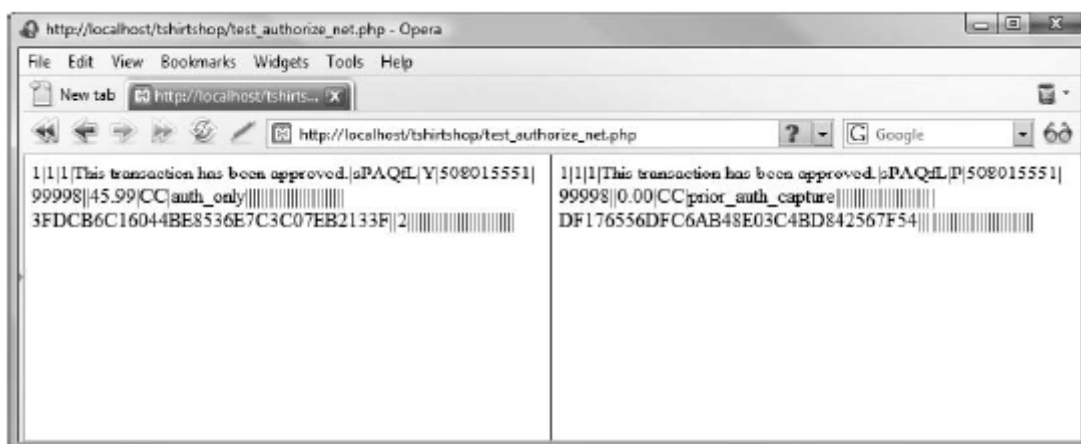 http://localhost/tshirtshop/test_authorize_net.php - Opera
File Edit View Bookmarks Widgets Tools Help
New tab http://localhost/tshirts...
http://localhost/tshirtshop/test_authorize_net.php ? G Google
1|1|1|This transaction has been approved.|sPAQfL|Y|508015551|
99998||45.99|CC|auth_only||||||||||||||||||||
3FDCB6C16044BE8536E7C3C07EB2133F||2||||||||||||||||||||||
1|1|1|This transaction has been approved.|sPAQfL|P|508015551|
99998||0.00|CC|prior_auth_capture||||||||||||||||||||
DF176556DFC6AB48E03C4BD842567F54||||||||||||||||||||||||